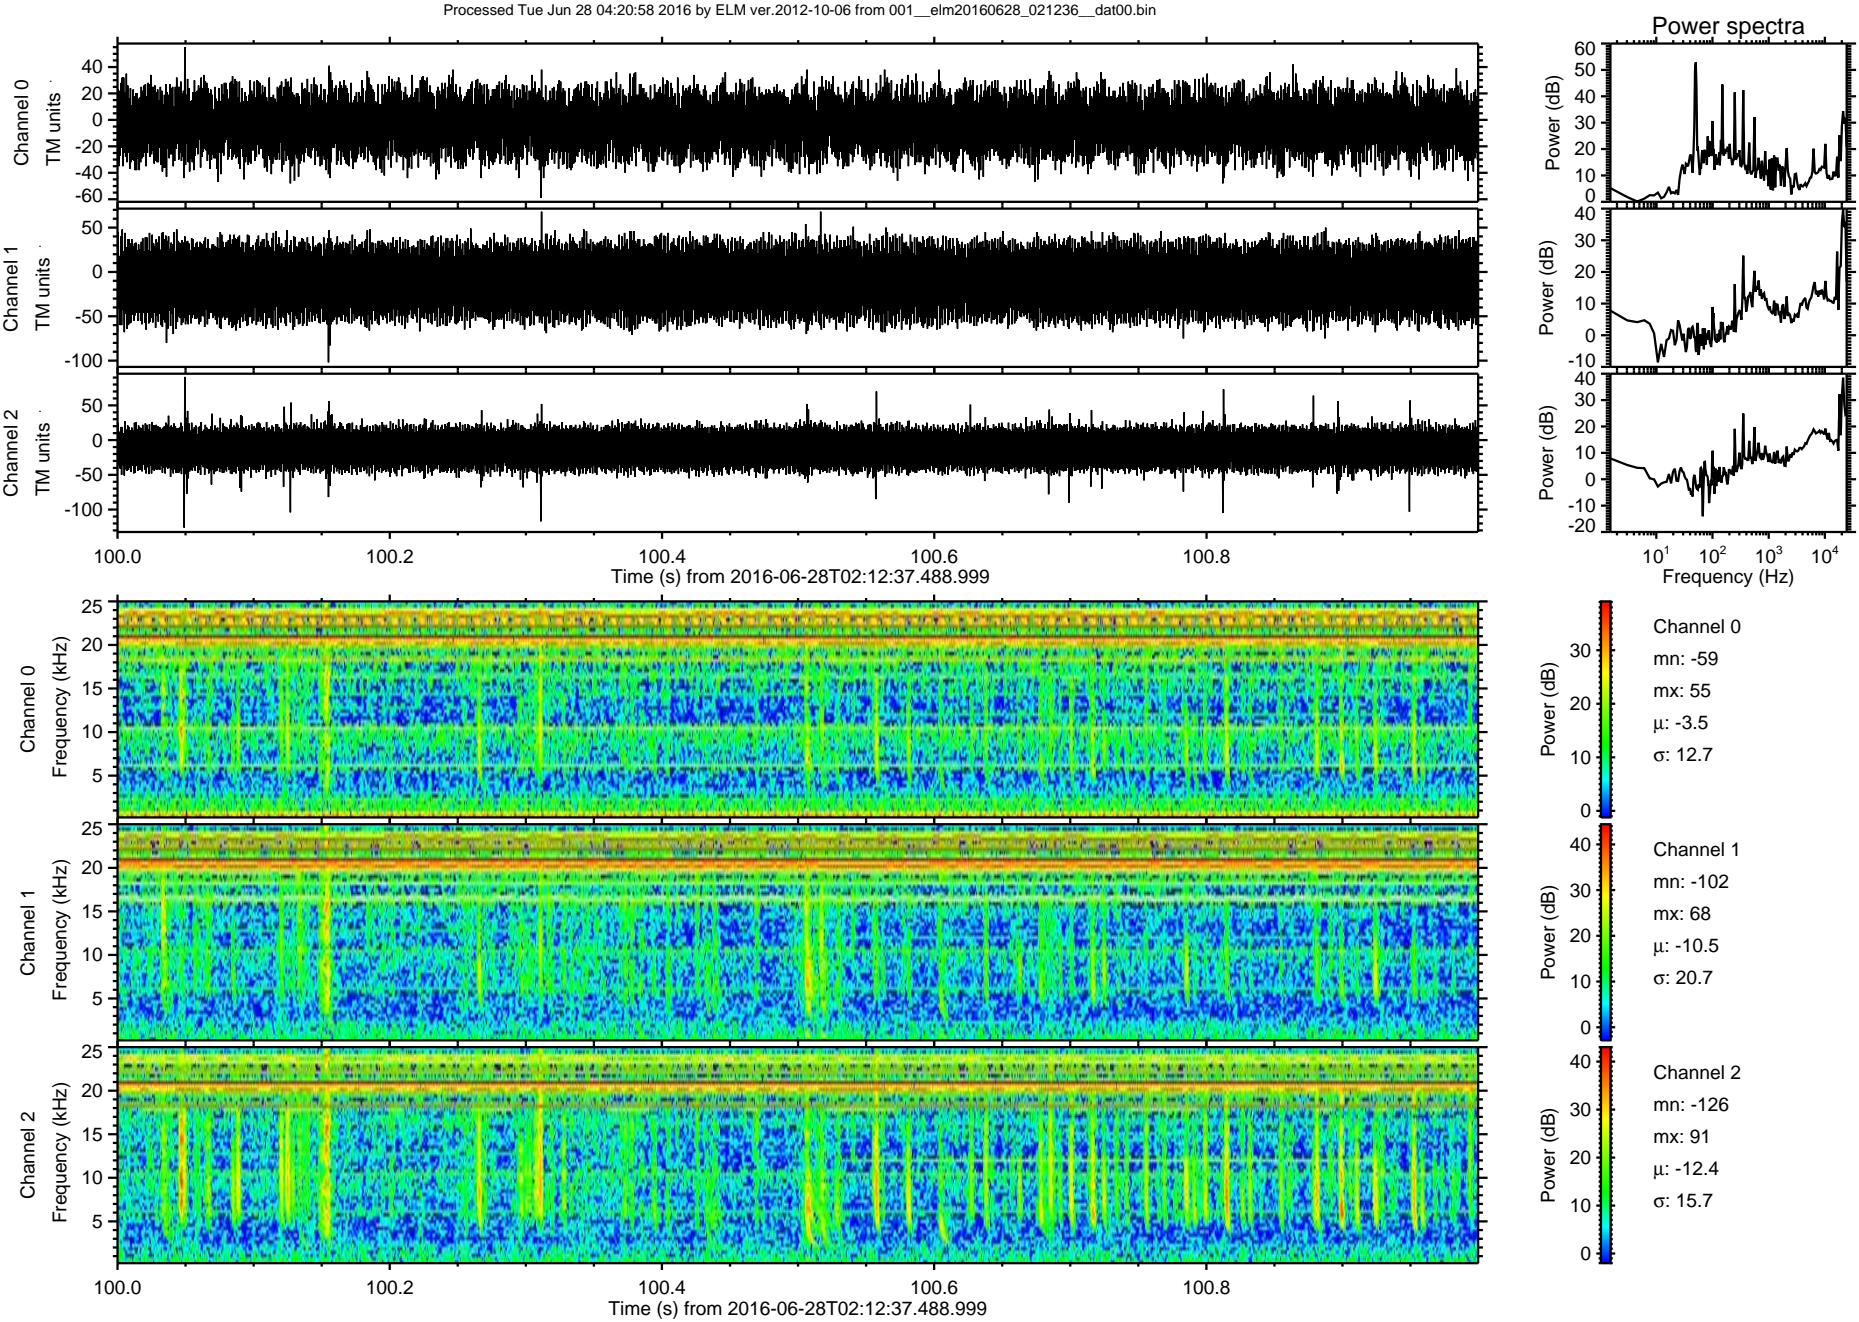 Processed Tue Jun 28 04:20:58 2016 by ELM ver.2012-10-06 from 001__elm20160628_021236__dat00.bin
Power spectra
Channel 0
TM units
40
20
0
-20
-40
-60
Power (dB)
60
50
40
30
20
10
0
Channel 1
TM units
50
0
-50
-100
Power (dB)
40
30
20
10
0
-10
Channel 2
TM units
50
0
-50
-100
Power (dB)
40
30
20
10
0
-10
-20
100.0 100.2 100.4 100.6 100.8
Time (s) from 2016-06-28T02:12:37.488.999
10^1 10^2 10^3 10^4
Frequency (Hz)
Channel 0
Frequency (kHz)
25
20
15
10
5
Power (dB)
30
20
10
0
Channel 0
mn: -59
mx: 55
μ: -3.5
σ: 12.7
Channel 1
Frequency (kHz)
25
20
15
10
5
Power (dB)
40
30
20
10
0
Channel 1
mn: -102
mx: 68
μ: -10.5
σ: 20.7
Channel 2
Frequency (kHz)
25
20
15
10
5
Power (dB)
40
30
20
10
0
Channel 2
mn: -126
mx: 91
μ: -12.4
σ: 15.7
100.0 100.2 100.4 100.6 100.8
Time (s) from 2016-06-28T02:12:37.488.999